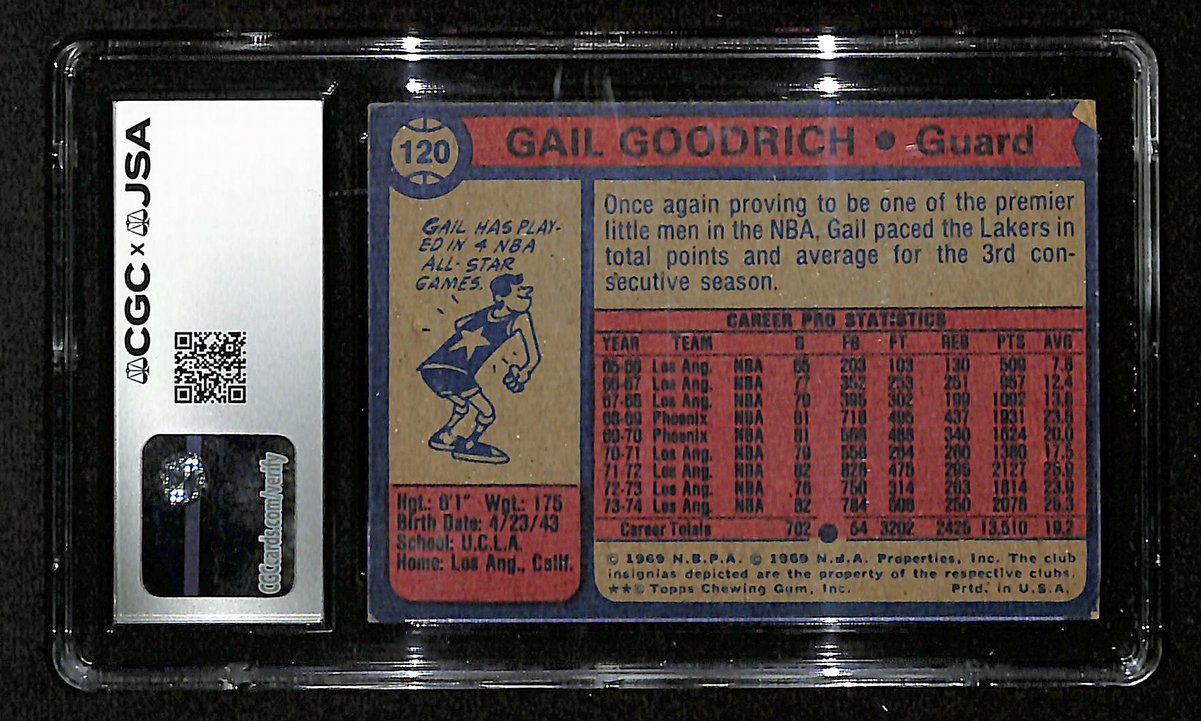 CGC x JSA
CGCcards.com/verify
120
GAIL GOODRICH • Guard
GAIL HAS PLAY-
ED IN 4 NBA
ALL-STAR
GAMES.
Hgt.: 6'1" Wgt.: 175
Birth Date: 4/23/43
School: U.C.L.A.
Home: Los Ang., Calif.
Once again proving to be one of the premier
little men in the NBA, Gail paced the Lakers in
total points and average for the 3rd con-
secutive season.
CAREER PRO STATISTICS
YEAR TEAM G FG FT REB PTS AVG
65-66 Los Ang. NBA 65 203 103 130 509 7.8
66-67 Los Ang. NBA 77 352 253 251 957 12.4
67-68 Los Ang. NBA 79 395 302 199 1092 13.8
68-69 Phoenix NBA 81 718 495 437 1931 23.8
69-70 Phoenix NBA 81 568 488 340 1624 20.0
70-71 Los Ang. NBA 79 558 264 260 1380 17.5
71-72 Los Ang. NBA 82 826 475 295 2127 25.9
72-73 Los Ang. NBA 76 750 314 263 1814 23.9
73-74 Los Ang. NBA 82 784 508 250 2076 25.3
Career Totals 702 54 3202 2425 13,510 19.2
© 1969 N.B.P.A. © 1969 N.B.A. Properties, Inc. The club
insignias depicted are the property of the respective clubs.
**© Topps Chewing Gum, Inc. Prtd. in U.S.A.